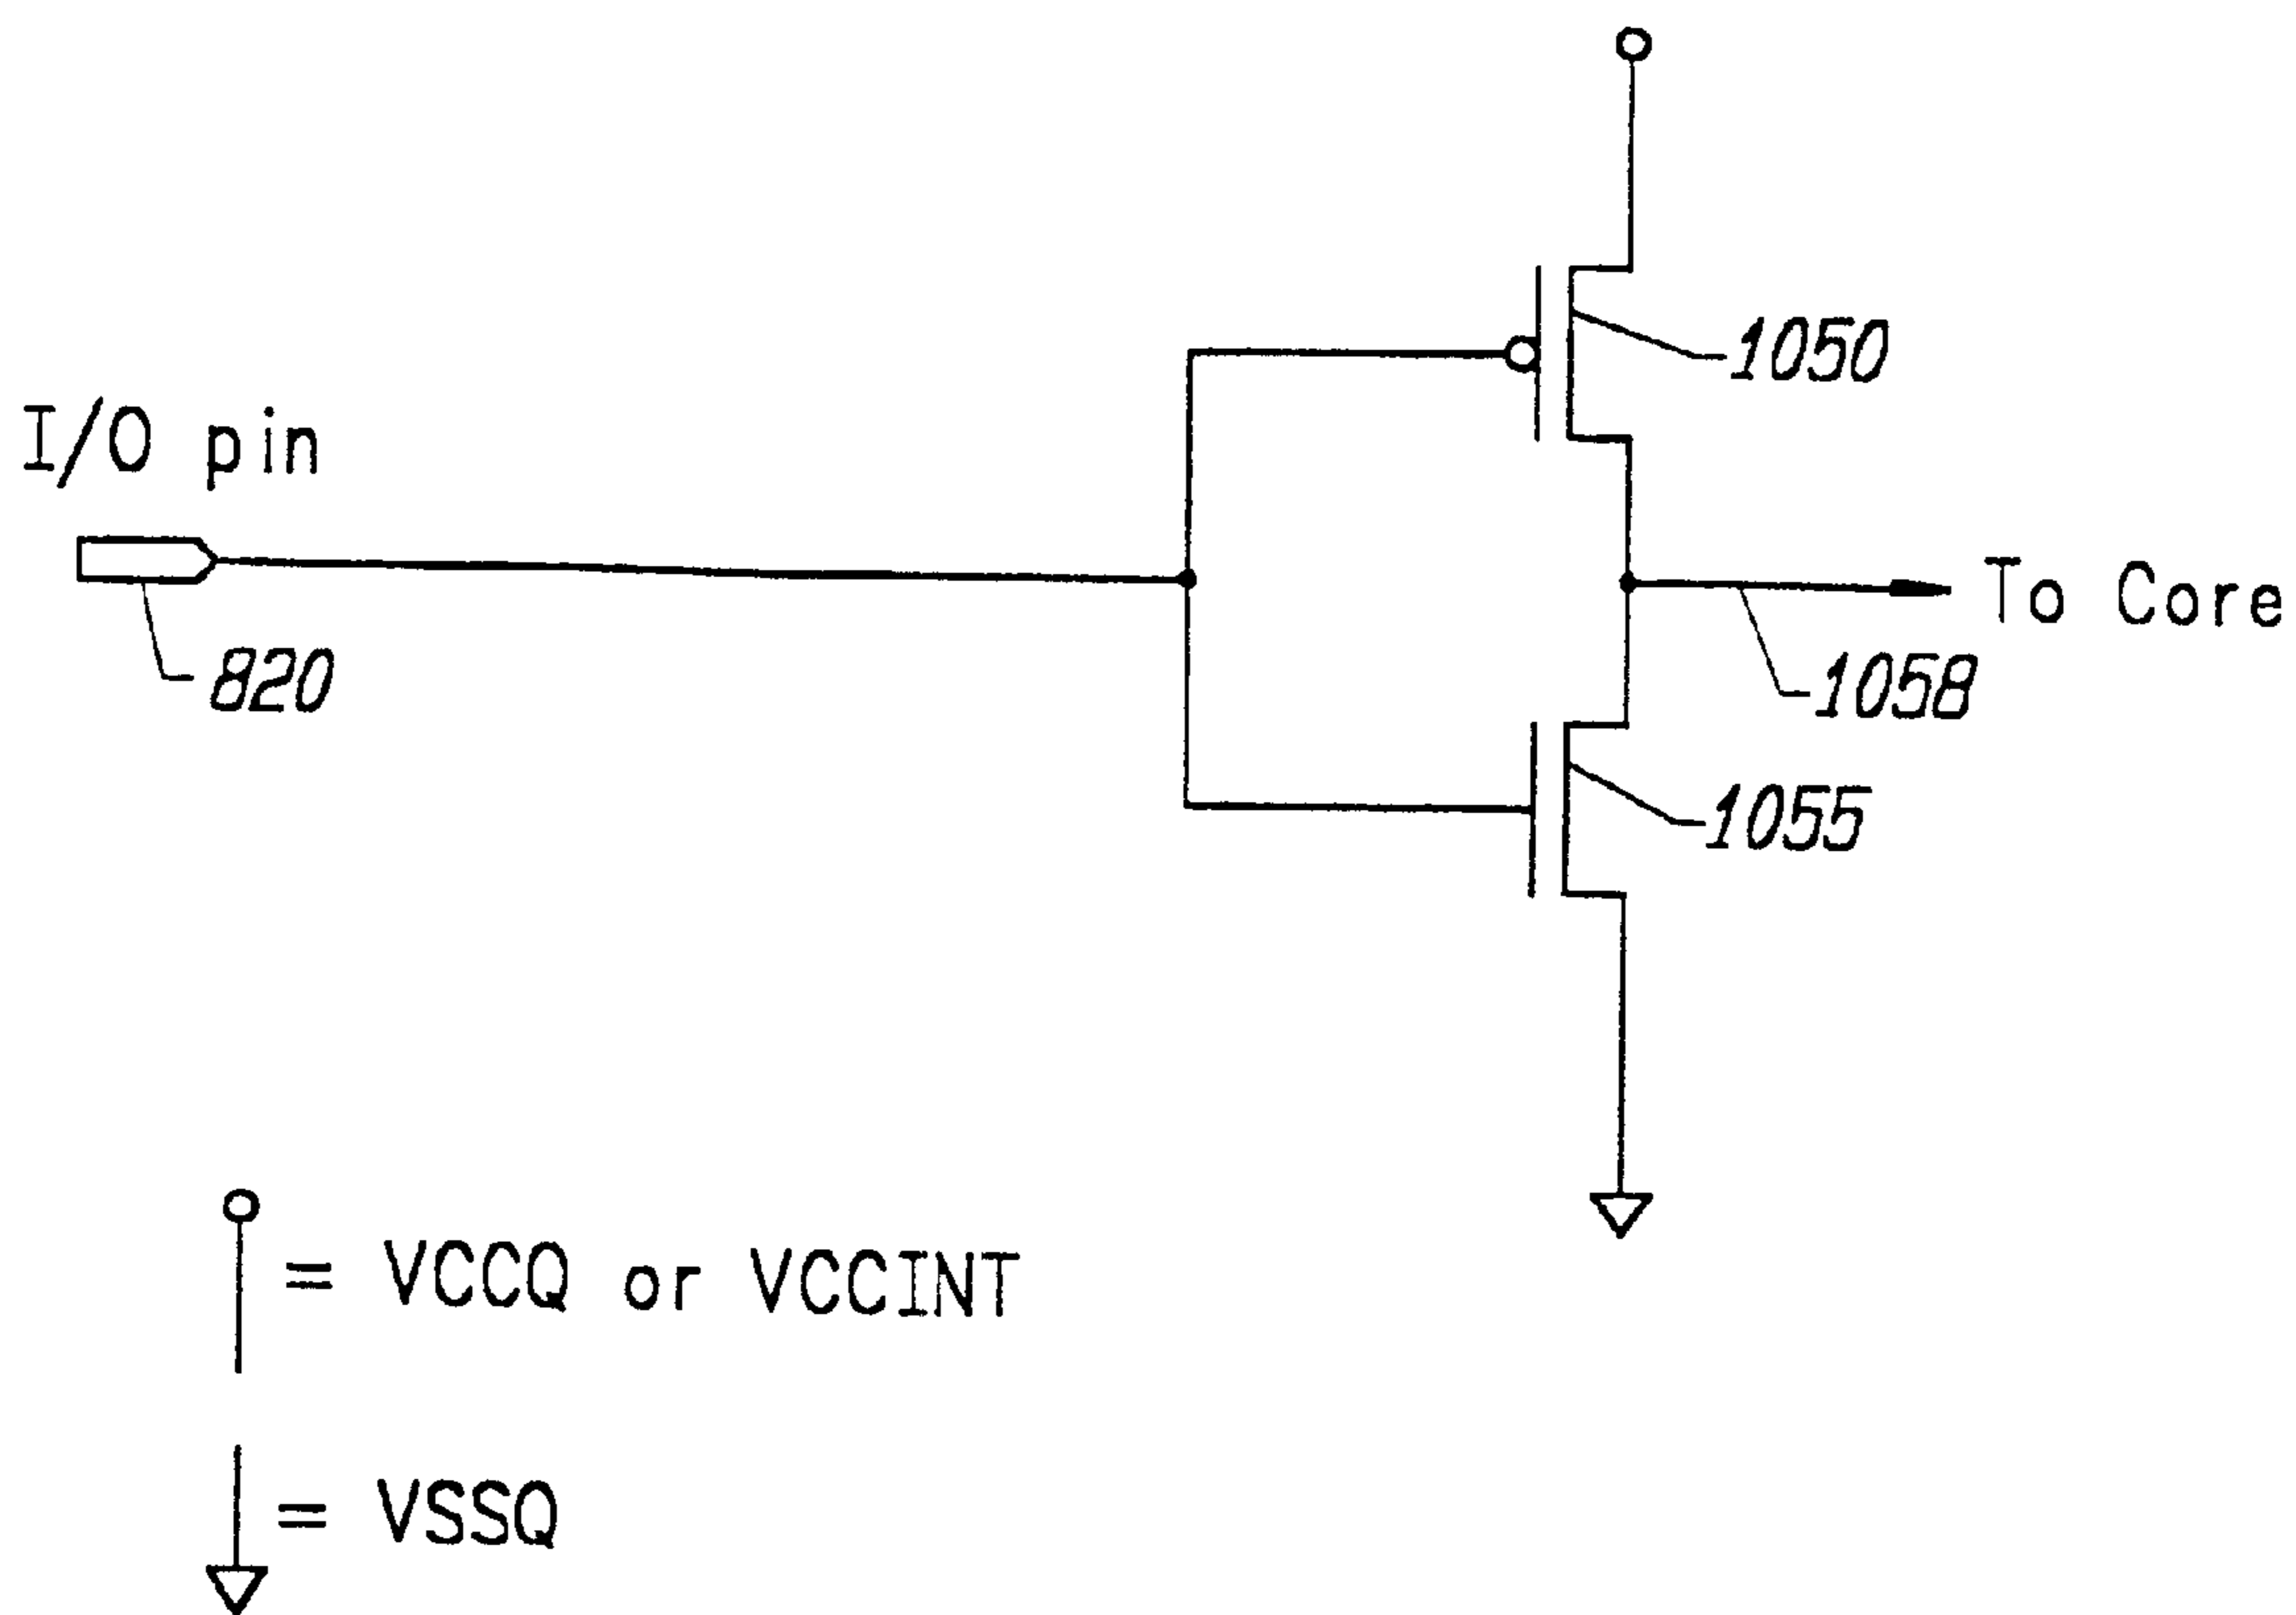 1050
I/O pin
To Core
820
1058
1055
= VCCQ or VCCINT
= VSSQ